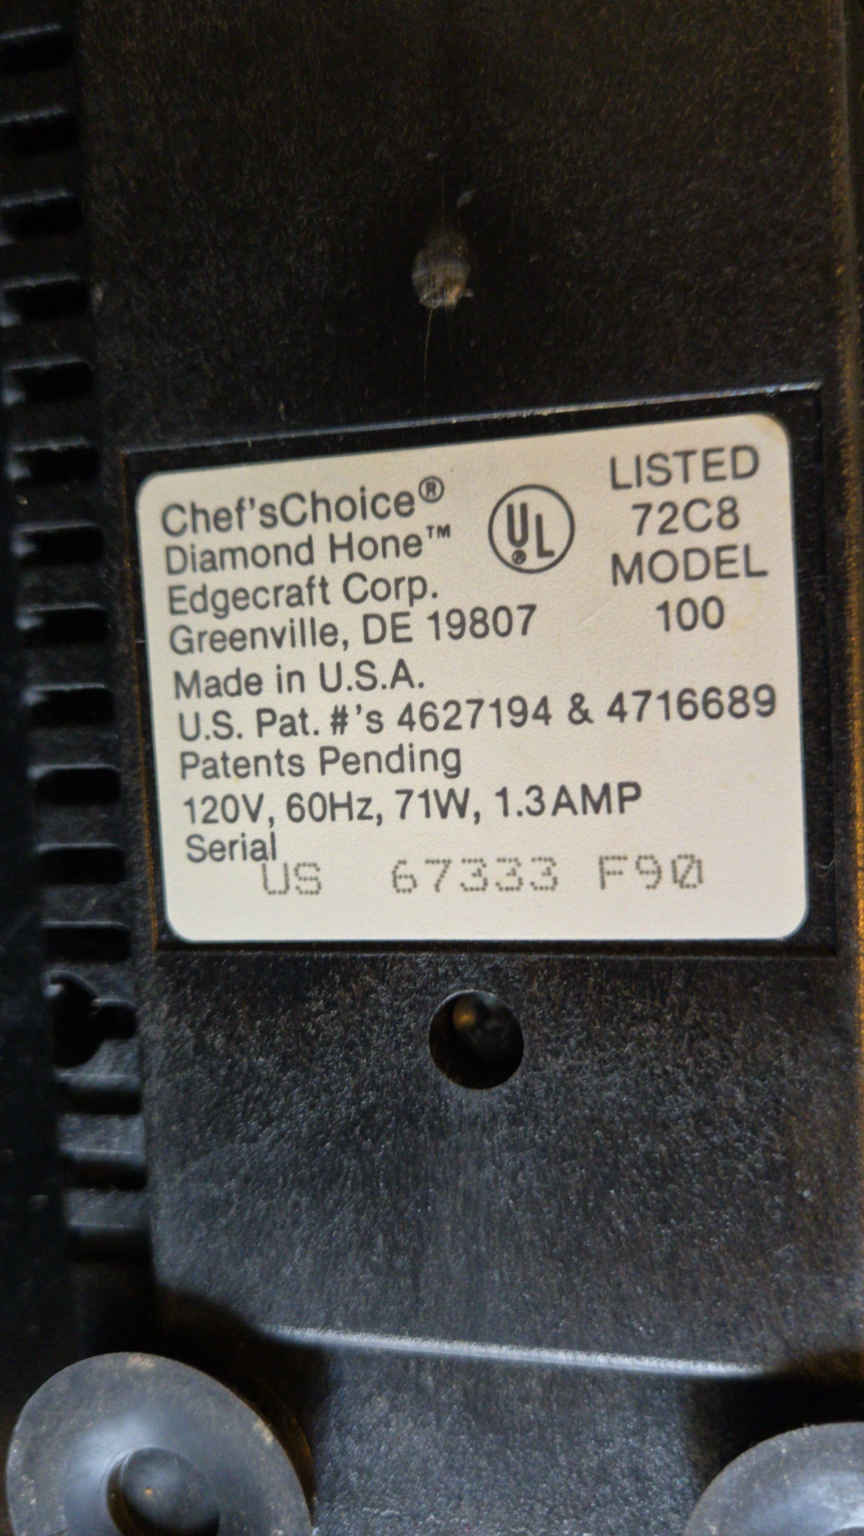 Chef'sChoice®
Diamond Hone™
Edgecraft Corp.
Greenville, DE 19807
Made in U.S.A.
U.S. Pat. #'s 4627194 & 4716689
Patents Pending
120V, 60Hz, 71W, 1.3AMP
Serial
US 67333 F90
UL ®
LISTED
72C8
MODEL
100